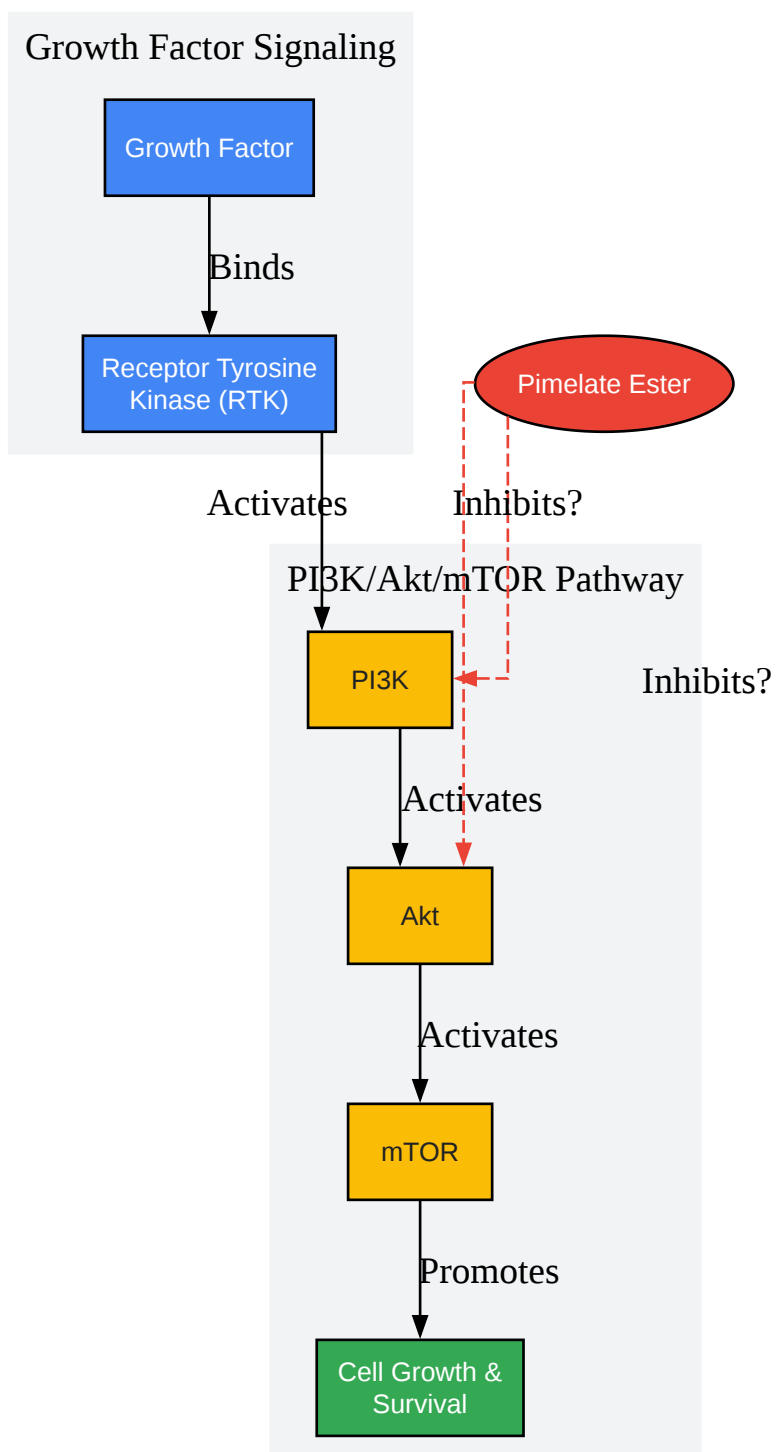 Growth Factor Signaling
Growth Factor
Binds
Receptor Tyrosine
Kinase (RTK)
Pimelate Ester
Activates
Inhibits?
PI3K/Akt/mTOR Pathway
PI3K
Inhibits?
Activates
Akt
Activates
mTOR
Promotes
Cell Growth &
Survival